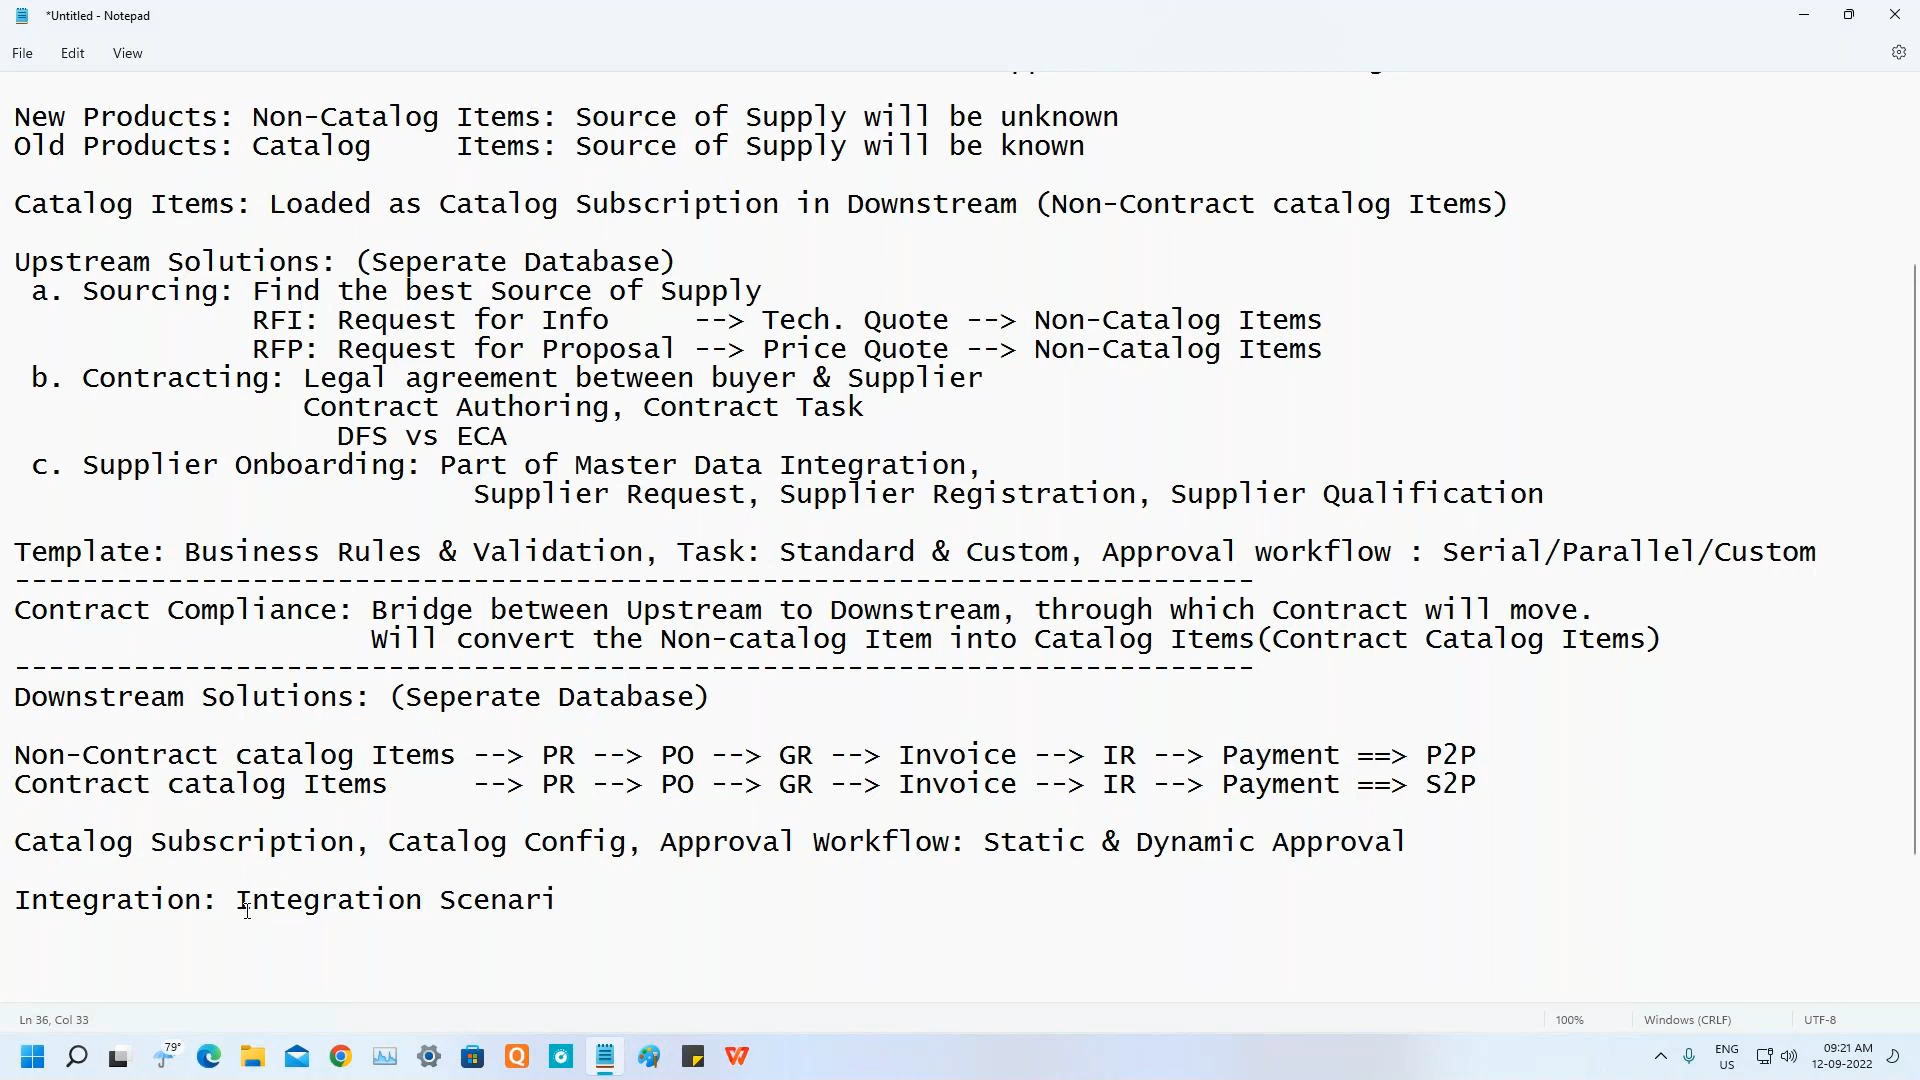 *Untitled - Notepad
File Edit View
New Products: Non-Catalog Items: Source of Supply will be unknown
Old Products: Catalog Items: Source of Supply will be known
Catalog Items: Loaded as Catalog Subscription in Downstream (Non-Contract catalog Items)
Upstream Solutions: (Seperate Database)
a. Sourcing: Find the best Source of Supply
RFI: Request for Info --> Tech. Quote --> Non-Catalog Items
RFP: Request for Proposal --> Price Quote --> Non-Catalog Items
b. Contracting: Legal agreement between buyer & Supplier
Contract Authoring, Contract Task
DFS vs ECA
c. Supplier Onboarding: Part of Master Data Integration,
Supplier Request, Supplier Registration, Supplier Qualification
Template: Business Rules & Validation, Task: Standard & Custom, Approval workflow : Serial/Parallel/Custom
-------------------------------------------------------------------------
Contract Compliance: Bridge between Upstream to Downstream, through which Contract will move.
Will convert the Non-catalog Item into Catalog Items(Contract Catalog Items)
-------------------------------------------------------------------------
Downstream Solutions: (Seperate Database)
Non-Contract catalog Items --> PR --> PO --> GR --> Invoice --> IR --> Payment ==> P2P
Contract catalog Items --> PR --> PO --> GR --> Invoice --> IR --> Payment ==> S2P
Catalog Subscription, Catalog Config, Approval Workflow: Static & Dynamic Approval
Integration: Integration Scenari
Ln 36, Col 33 100% Windows (CRLF) UTF-8
79° ENG 09:21 AM
US 12-09-2022